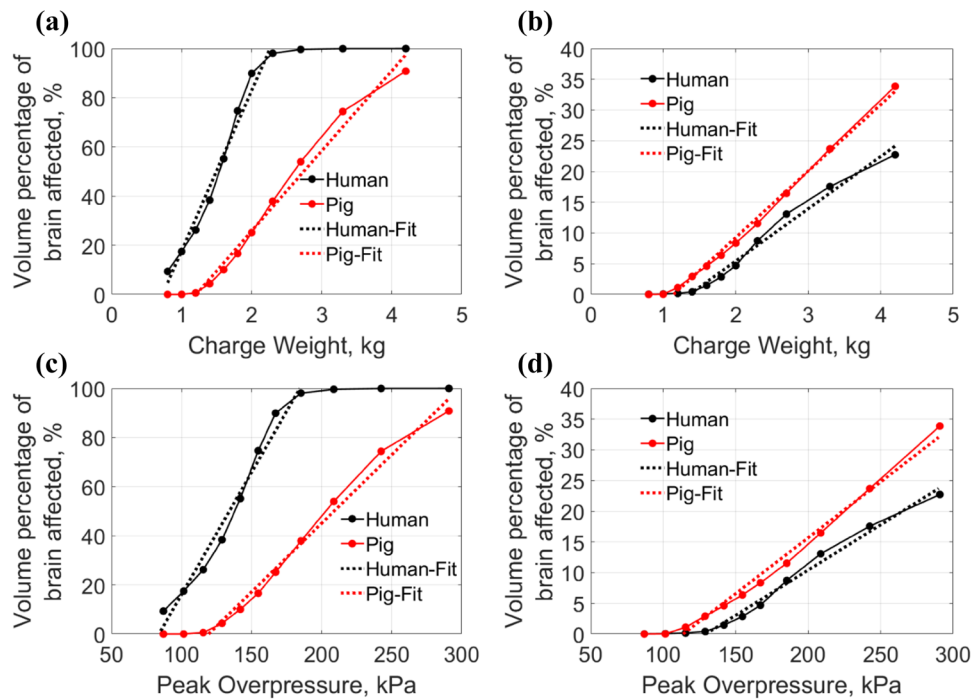 (a)
Volume percentage of
brain affected, %
100
80
60
40
20
0
Human
Pig
Human-Fit
Pig-Fit
0 1 2 3 4 5
Charge Weight, kg
(b)
Volume percentage of
brain affected, %
40
35
30
25
20
15
10
5
0
Human
Pig
Human-Fit
Pig-Fit
0 1 2 3 4 5
Charge Weight, kg
(c)
Volume percentage of
brain affected, %
100
80
60
40
20
0
Human
Pig
Human-Fit
Pig-Fit
50 100 150 200 250 300
Peak Overpressure, kPa
(d)
Volume percentage of
brain affected, %
40
35
30
25
20
15
10
5
0
Human
Pig
Human-Fit
Pig-Fit
50 100 150 200 250 300
Peak Overpressure, kPa